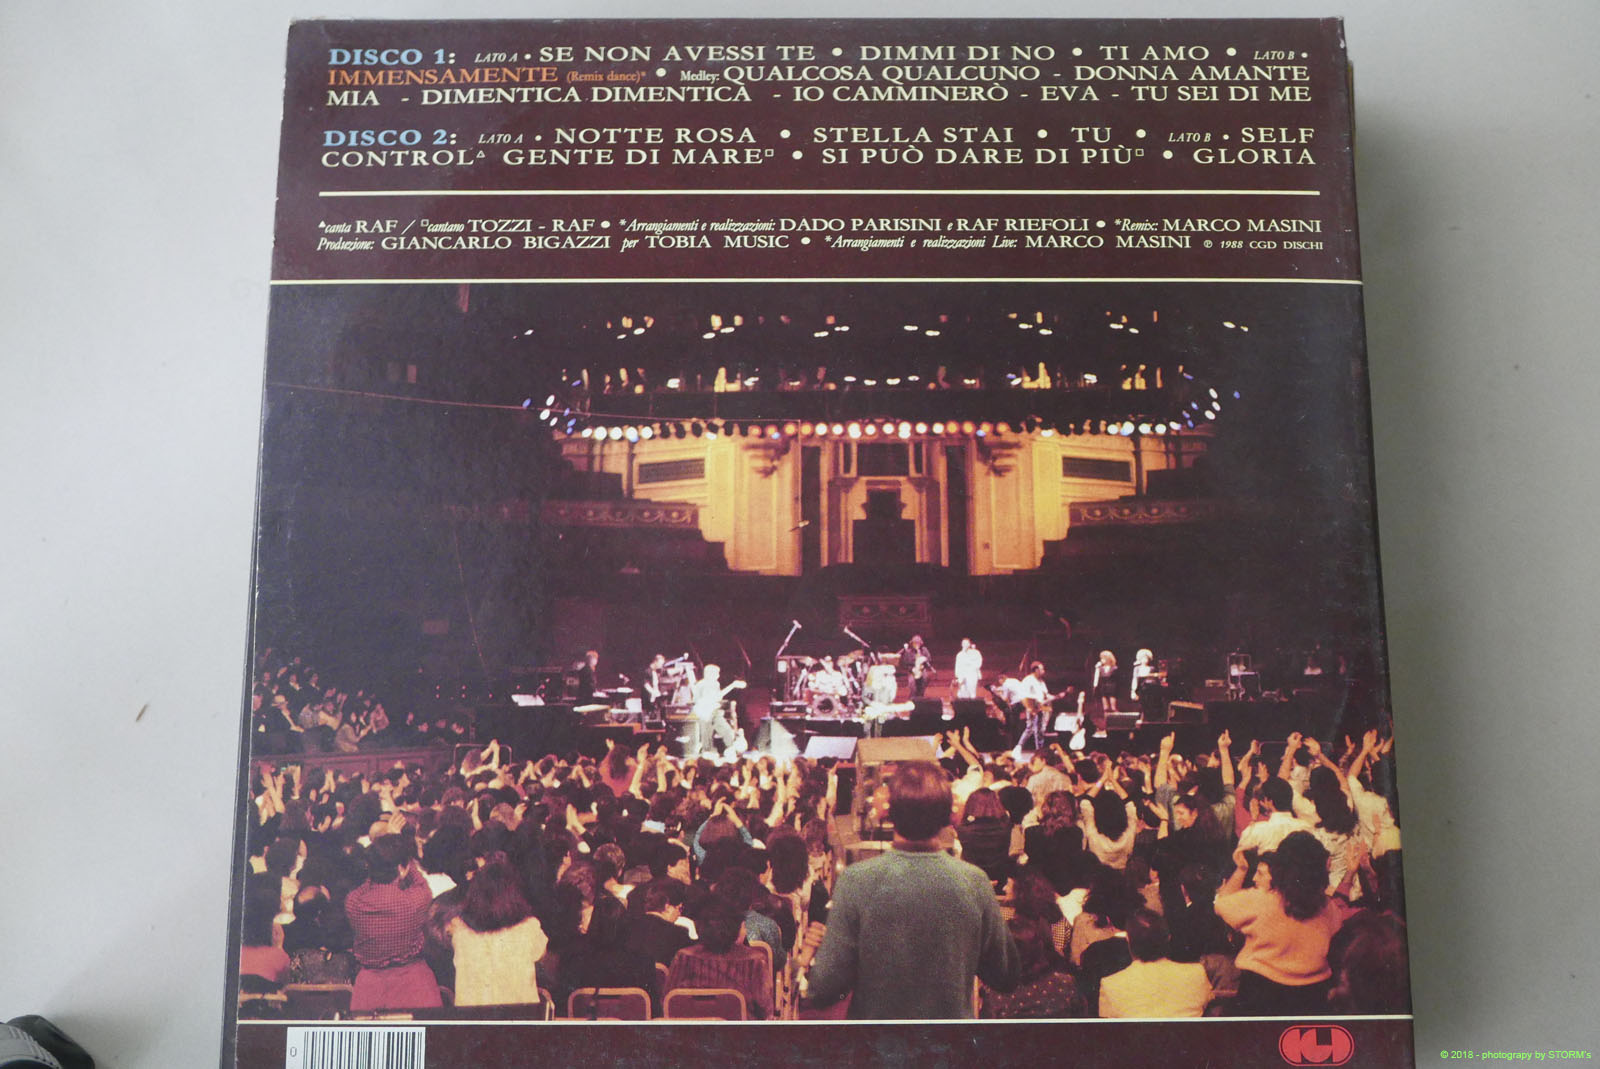 DISCO 1: LATO A • SE NON AVESSI TE • DIMMI DI NO • TI AMO • LATO B •
IMMENSAMENTE (Remix dance)* • Medley: QUALCOSA QUALCUNO - DONNA AMANTE
MIA - DIMENTICA DIMENTICA - IO CAMMINERÒ - EVA - TU SEI DI ME
DISCO 2: LATO A • NOTTE ROSA • STELLA STAI • TU • LATO B • SELF
CONTROL△ GENTE DI MARE□ • SI PUÒ DARE DI PIÙ□ • GLORIA
▲canta RAF / □cantano TOZZI - RAF • *Arrangiamenti e realizzazioni: DADO PARISINI e RAF RIEFOLI • *Remix: MARCO MASINI
Produzione: GIANCARLO BIGAZZI per TOBIA MUSIC • *Arrangiamenti e realizzazioni Live: MARCO MASINI ℗ 1988 CGD DISCHI
0
CGD
© 2018 - photograpy by STORM's